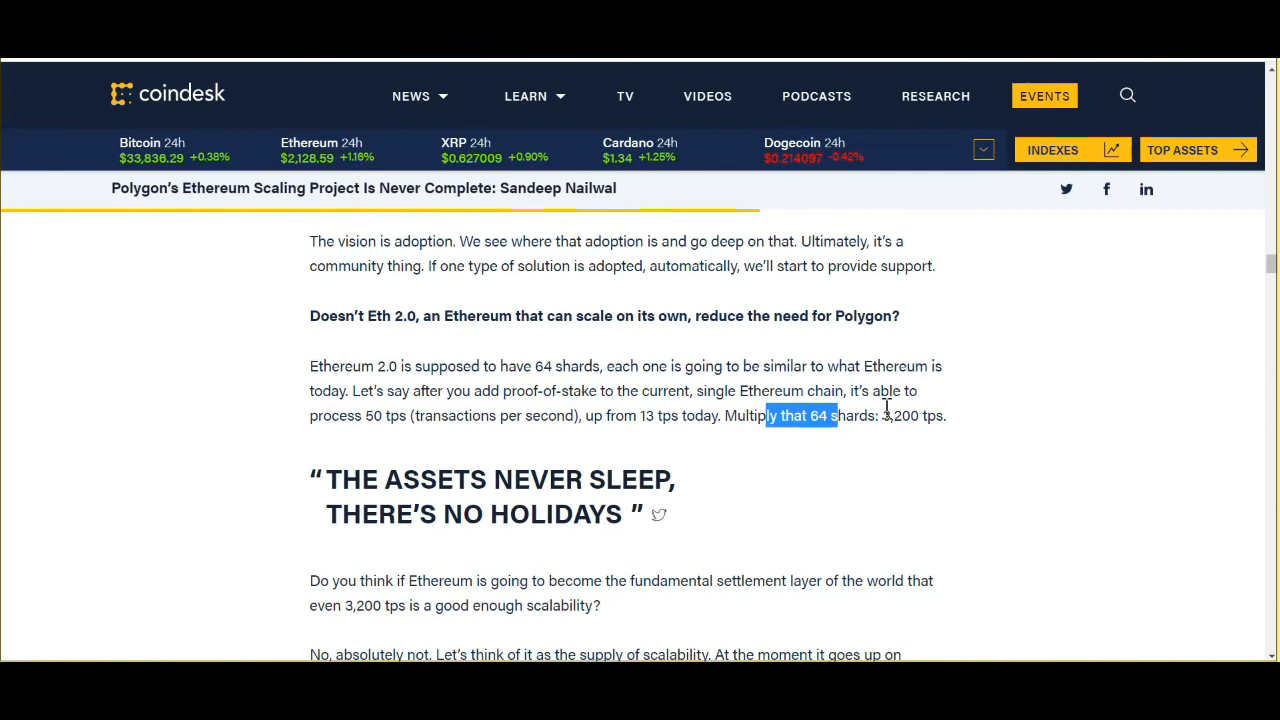 coindesk
NEWS LEARN TV VIDEOS PODCASTS RESEARCH EVENTS
Bitcoin 24h Ethereum 24h XRP 24h Cardano 24h Dogecoin 24h
$33,836.29 +0.38% $2,128.59 +1.16% $0.627009 +0.90% $1.34 +1.25% $0.214097 -0.42%
INDEXES TOP ASSETS
Polygon’s Ethereum Scaling Project Is Never Complete: Sandeep Nailwal
The vision is adoption. We see where that adoption is and go deep on that. Ultimately, it’s a
community thing. If one type of solution is adopted, automatically, we’ll start to provide support.
Doesn’t Eth 2.0, an Ethereum that can scale on its own, reduce the need for Polygon?
Ethereum 2.0 is supposed to have 64 shards, each one is going to be similar to what Ethereum is
today. Let’s say after you add proof-of-stake to the current, single Ethereum chain, it’s able to
process 50 tps (transactions per second), up from 13 tps today. Multiply that 64 shards: 3,200 tps.
“ THE ASSETS NEVER SLEEP,
THERE’S NO HOLIDAYS ”
Do you think if Ethereum is going to become the fundamental settlement layer of the world that
even 3,200 tps is a good enough scalability?
No, absolutely not. Let’s think of it as the supply of scalability. At the moment it goes up on